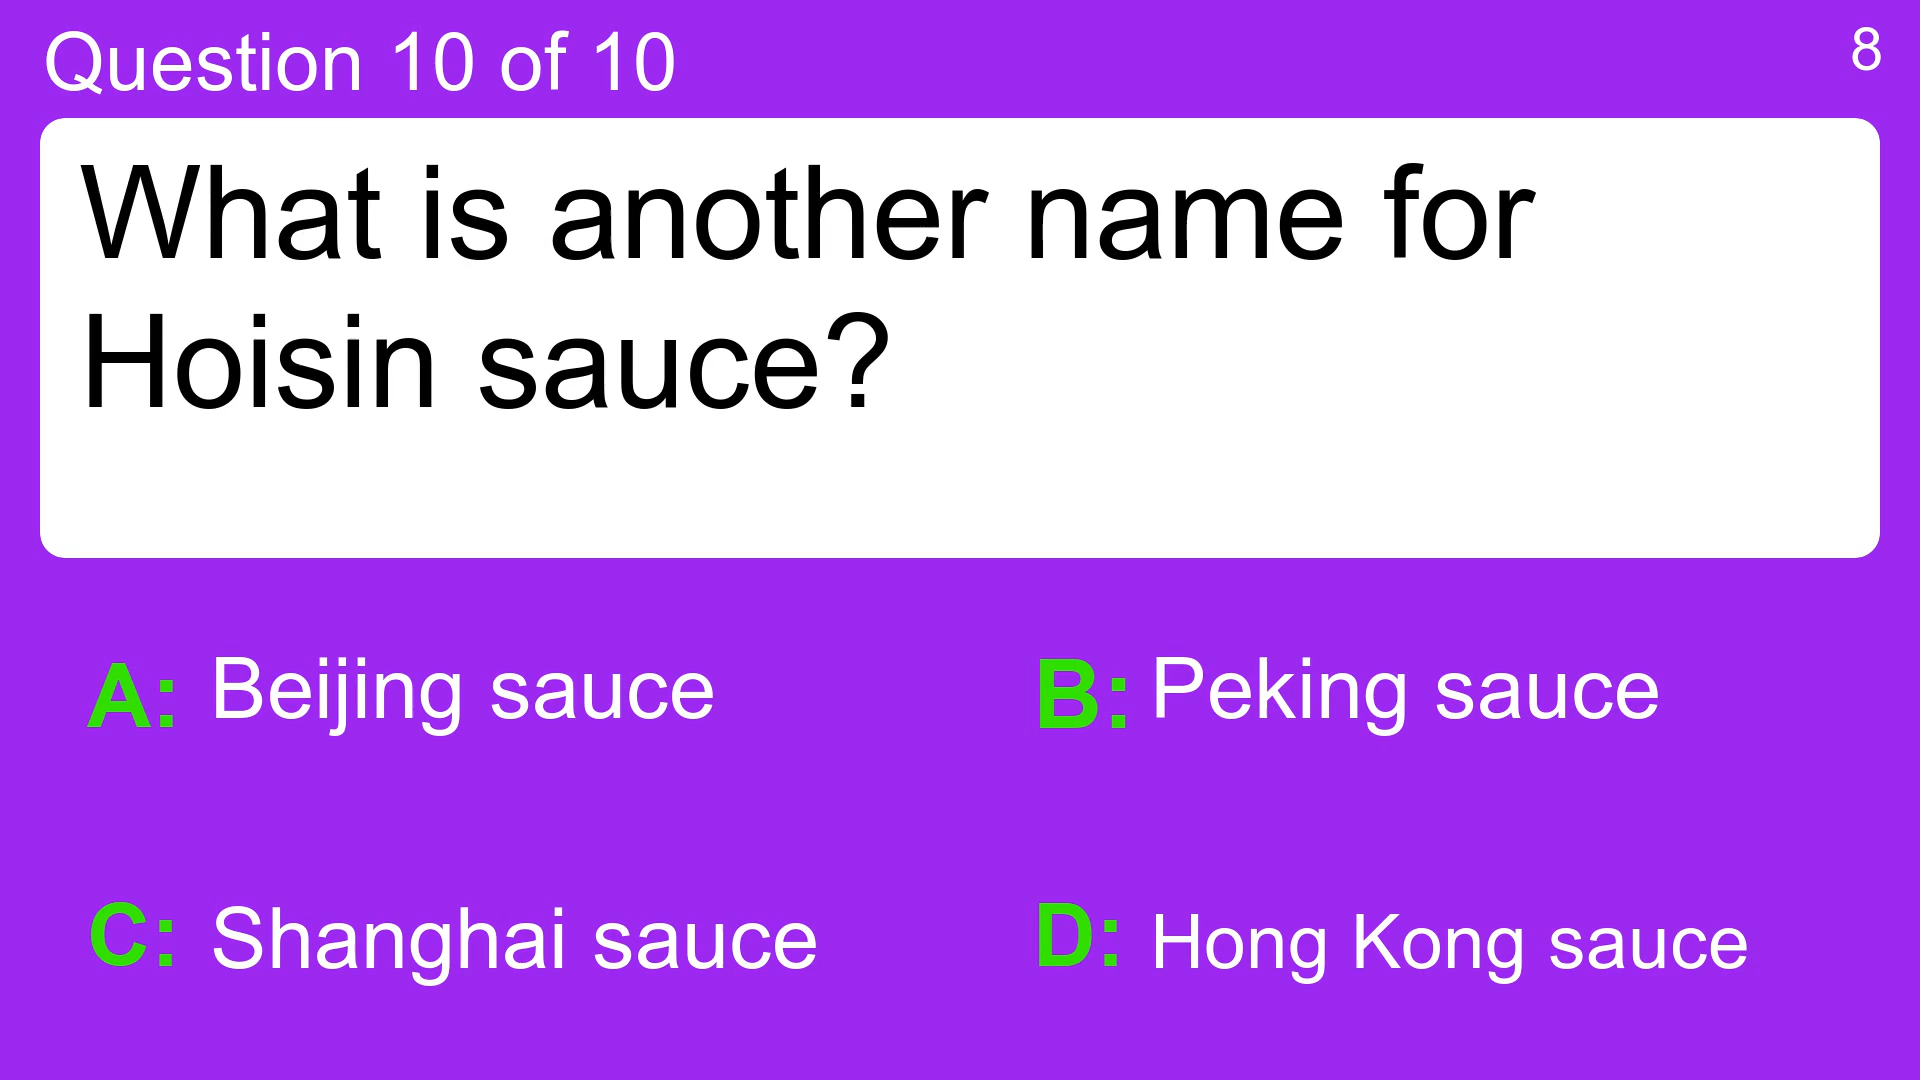 Question 10 of 10
8
What is another name for
Hoisin sauce?
A: Beijing sauce
B: Peking sauce
C: Shanghai sauce
D: Hong Kong sauce